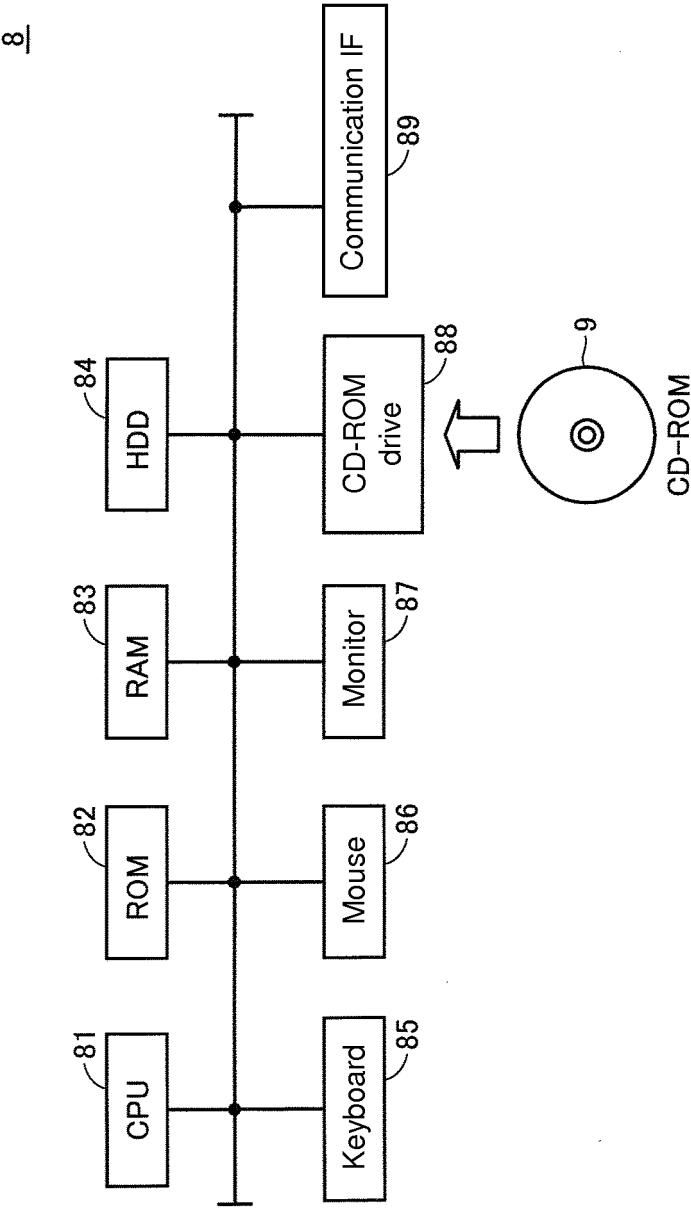 8
81
82
83
84
CPU
ROM
RAM
HDD
Keyboard
Mouse
Monitor
CD-ROM
drive
Communication IF
85
86
87
88
89
9
CD-ROM